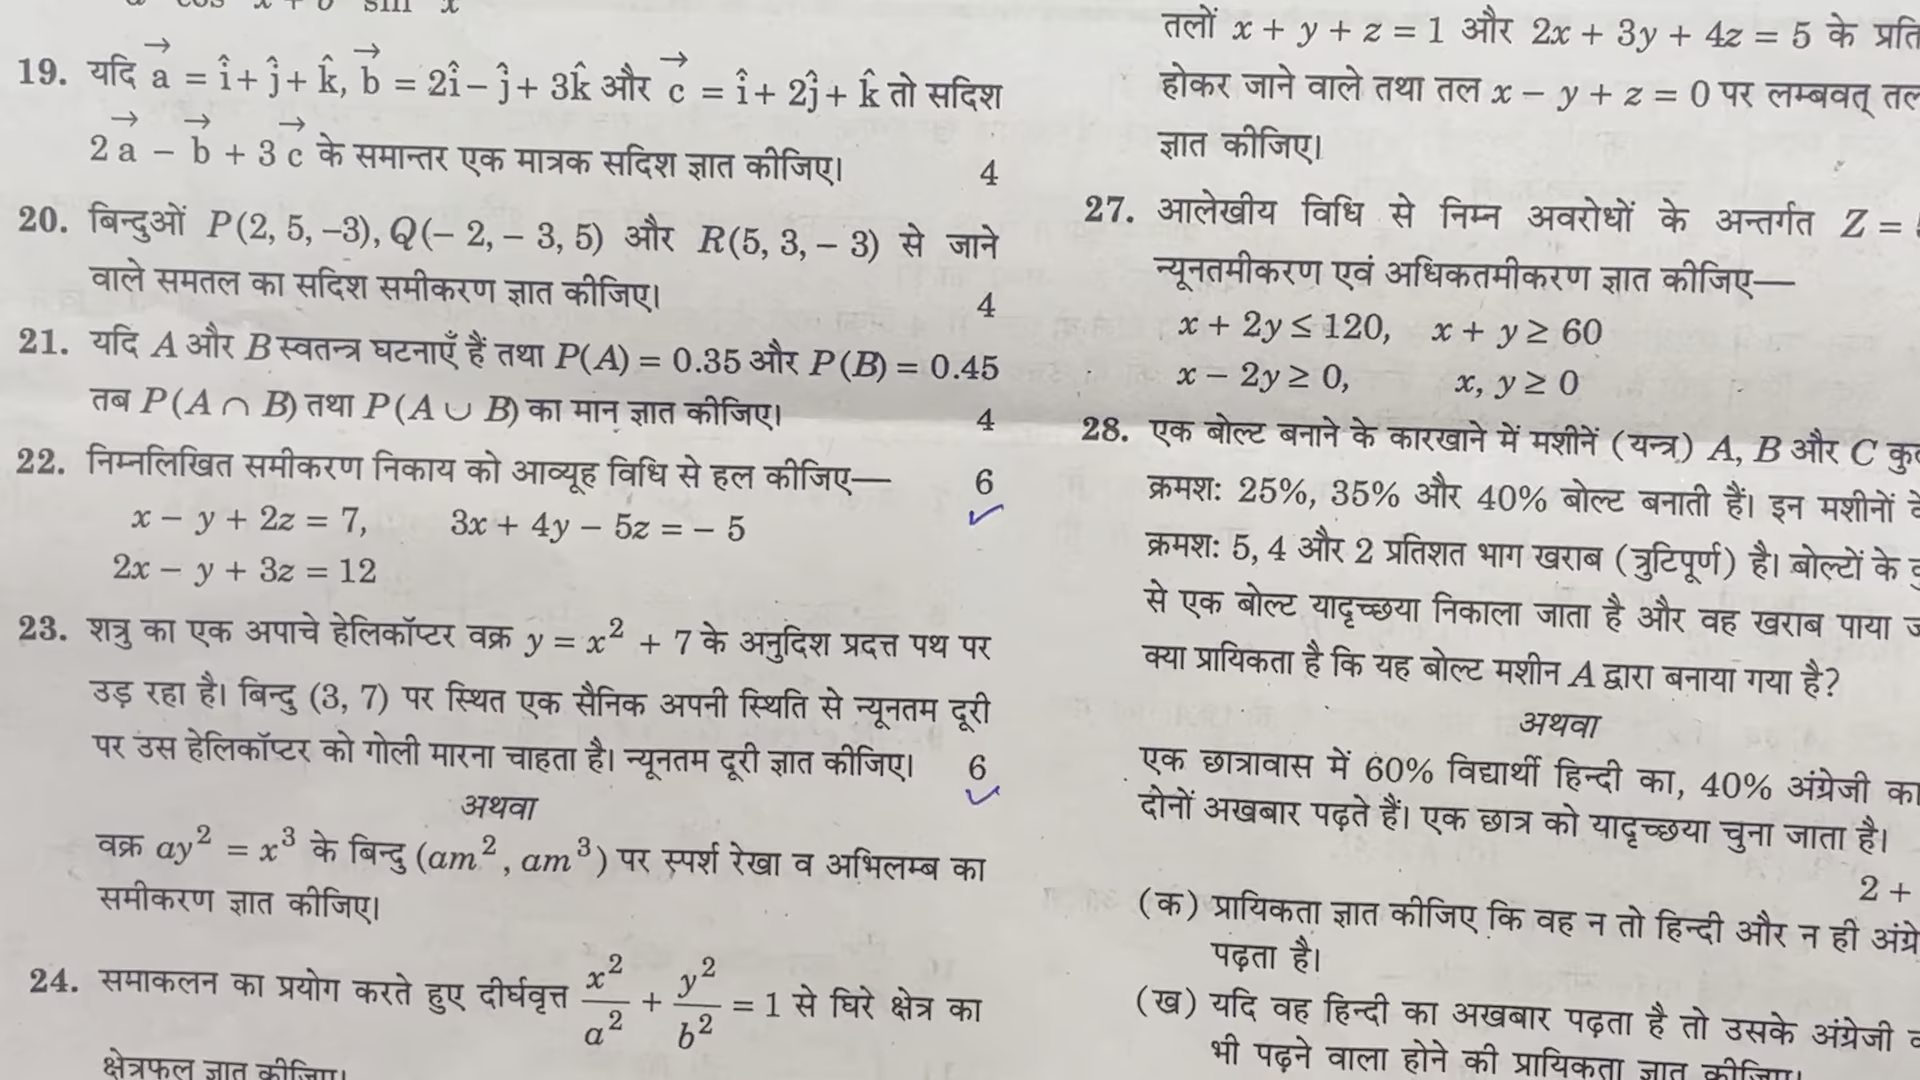 19. यदि a⃗ = î + ĵ + k̂, b⃗ = 2î − ĵ + 3k̂ और c⃗ = î + 2ĵ + k̂ तो सदिश
2a⃗ − b⃗ + 3c⃗ के समान्तर एक मात्रक सदिश ज्ञात कीजिए। 4
20. बिन्दुओं P(2, 5, −3), Q(− 2, − 3, 5) और R(5, 3, − 3) से जाने
वाले समतल का सदिश समीकरण ज्ञात कीजिए। 4
21. यदि A और B स्वतन्त्र घटनाएँ हैं तथा P(A) = 0.35 और P(B) = 0.45
तब P(A ∩ B) तथा P(A ∪ B) का मान ज्ञात कीजिए। 4
22. निम्नलिखित समीकरण निकाय को आव्यूह विधि से हल कीजिए— 6
x − y + 2z = 7, 3x + 4y − 5z = − 5
2x − y + 3z = 12
23. शत्रु का एक अपाचे हेलिकॉप्टर वक्र y = x² + 7 के अनुदिश प्रदत्त पथ पर
उड़ रहा है। बिन्दु (3, 7) पर स्थित एक सैनिक अपनी स्थिति से न्यूनतम दूरी
पर उस हेलिकॉप्टर को गोली मारना चाहता है। न्यूनतम दूरी ज्ञात कीजिए। 6
अथवा
वक्र ay² = x³ के बिन्दु (am², am³) पर स्पर्श रेखा व अभिलम्ब का
समीकरण ज्ञात कीजिए।
24. समाकलन का प्रयोग करते हुए दीर्घवृत्त x²/a² + y²/b² = 1 से घिरे क्षेत्र का
क्षेत्रफल ज्ञात कीजिए।
तलों x + y + z = 1 और 2x + 3y + 4z = 5 के
होकर जाने वाले तथा तल x − y + z = 0 पर लम्बवत्
ज्ञात कीजिए।
27. आलेखीय विधि से निम्न अवरोधों के अन्तर्गत Z =
न्यूनतमीकरण एवं अधिकतमीकरण ज्ञात कीजिए—
x + 2y ≤ 120, x + y ≥ 60
x − 2y ≥ 0, x, y ≥ 0
28. एक बोल्ट बनाने के कारखाने में मशीनें (यन्त्र) A, B और C
क्रमश: 25%, 35% और 40% बोल्ट बनाती हैं। इन मशीनों
क्रमश: 5, 4 और 2 प्रतिशत भाग खराब (त्रुटिपूर्ण) है। बोल्टों के
से एक बोल्ट यादृच्छया निकाला जाता है और वह खराब पाया
क्या प्रायिकता है कि यह बोल्ट मशीन A द्वारा बनाया गया है?
अथवा
एक छात्रावास में 60% विद्यार्थी हिन्दी का, 40% अंग्रेजी का
दोनों अखबार पढ़ते हैं। एक छात्र को यादृच्छया चुना जाता है।
2 +
(क) प्रायिकता ज्ञात कीजिए कि वह न तो हिन्दी और न ही
पढ़ता है।
(ख) यदि वह हिन्दी का अखबार पढ़ता है तो उसके अंग्रेजी
भी पढ़ने वाला होने की प्रायिकता ज्ञात कीजिए।